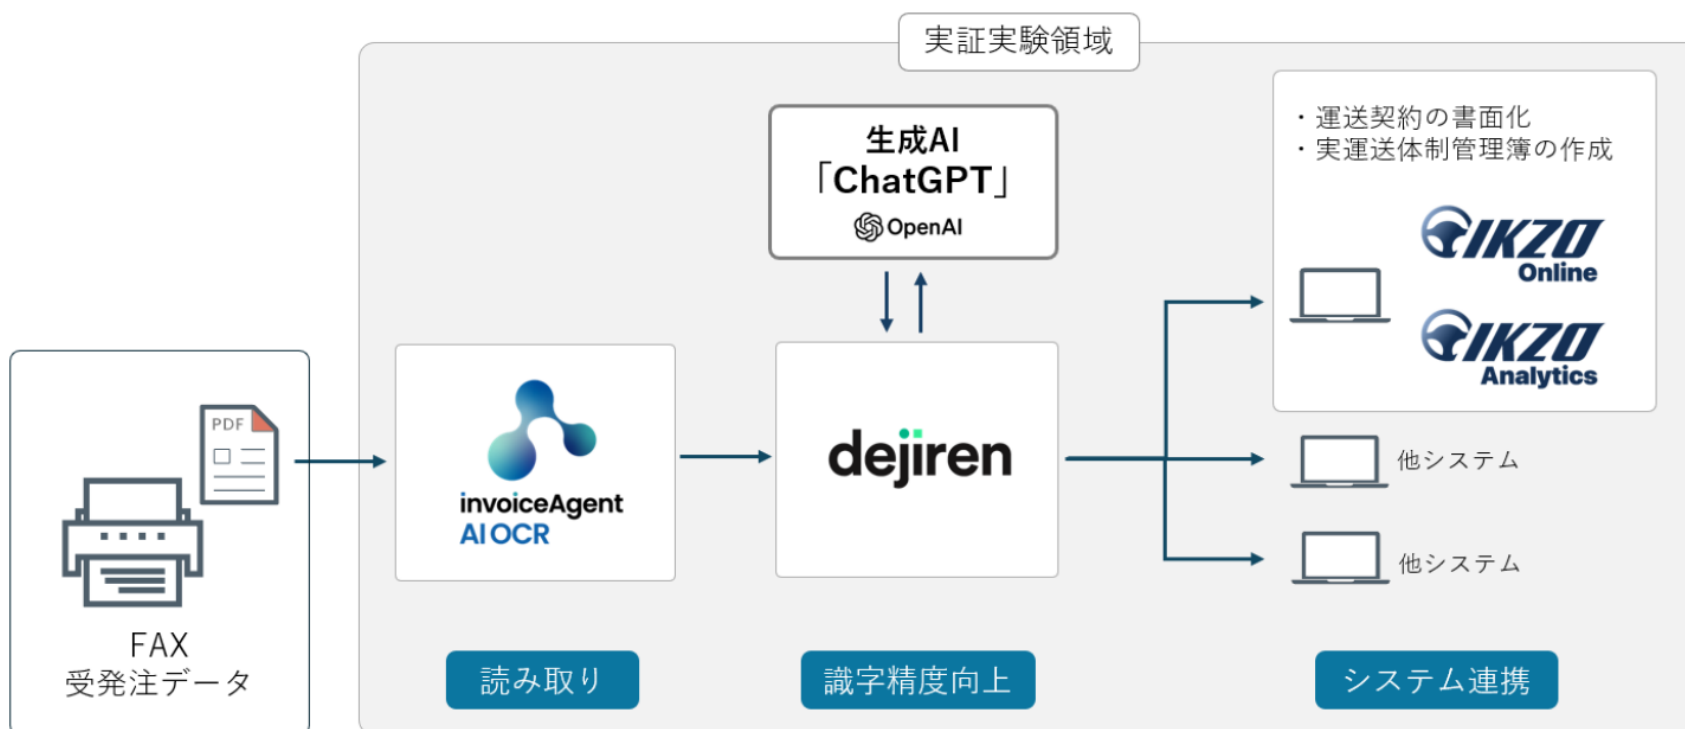 実証実験領域
生成AI
「ChatGPT」
OpenAI
・運送契約の書面化
・実運送体制管理簿の作成
IKZO
Online
IKZO
Analytics
PDF
FAX
受発注データ
invoiceAgent
AI OCR
dejiren
他システム
他システム
読み取り
識字精度向上
システム連携